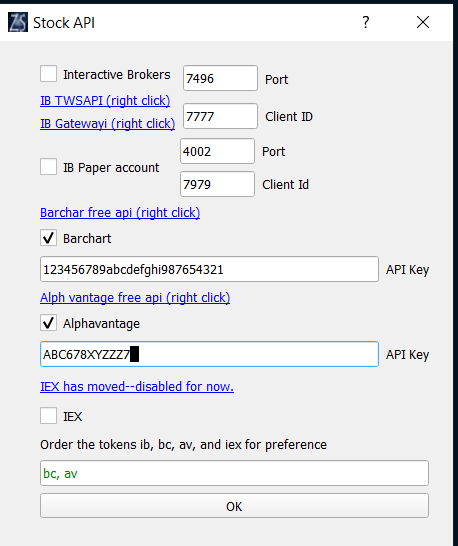 Stock API
Interactive Brokers 7496 Port
IB TWSAPI (right click)
IB Gatewayi (right click) 7777 Client ID
4002 Port
IB Paper account
7979 Client Id
Barchar free api (right click)
Barchart
123456789abcdefghi987654321 API Key
Alph vantage free api (right click)
Alphavantage
ABC678XYZZZ7 API Key
IEX has moved--disabled for now.
IEX
Order the tokens ib, bc, av, and iex for preference
bc, av
OK